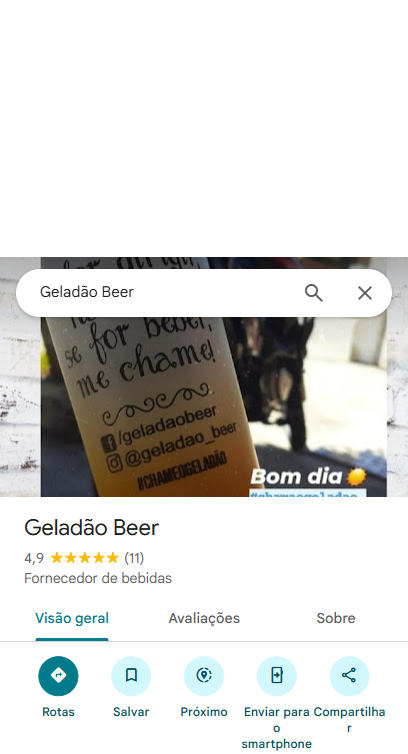 Geladão Beer
se for beber,
me chame!
/geladaobeer
@geladao_beer
#CHAMEOGELADÃO
Bom dia
#chameogeladao
Geladão Beer
4,9 (11)
Fornecedor de bebidas
Visão geral Avaliações Sobre
Rotas Salvar Próximo Enviar para Compartilha
o r
smartphone